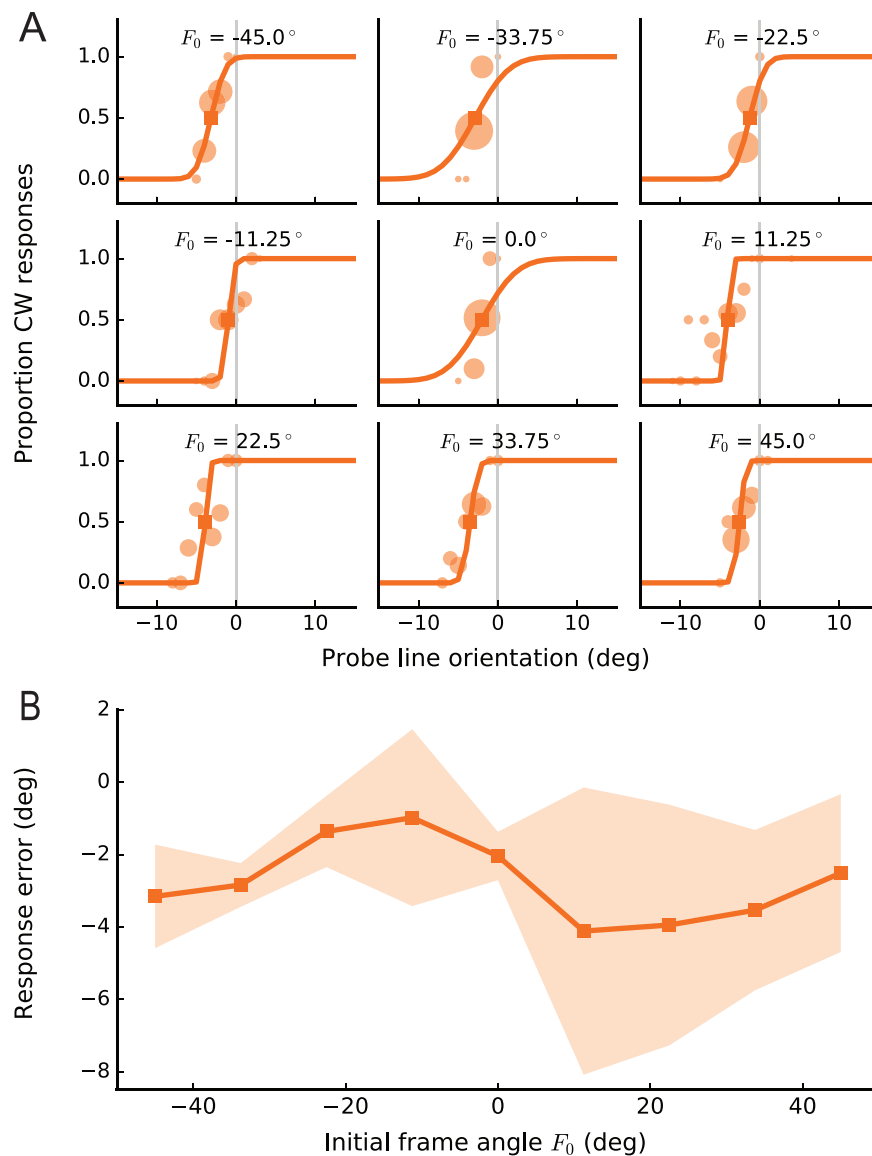 A
F₀ = -45.0°
F₀ = -33.75°
F₀ = -22.5°
1.0
0.5
0.0
F₀ = -11.25°
F₀ = 0.0°
F₀ = 11.25°
1.0
0.5
0.0
F₀ = 22.5°
F₀ = 33.75°
F₀ = 45.0°
1.0
0.5
0.0
Proportion CW responses
−10 0 10 −10 0 10 −10 0 10
Probe line orientation (deg)
B
2
0
−2
−4
−6
−8
Response error (deg)
−40 −20 0 20 40
Initial frame angle F₀ (deg)